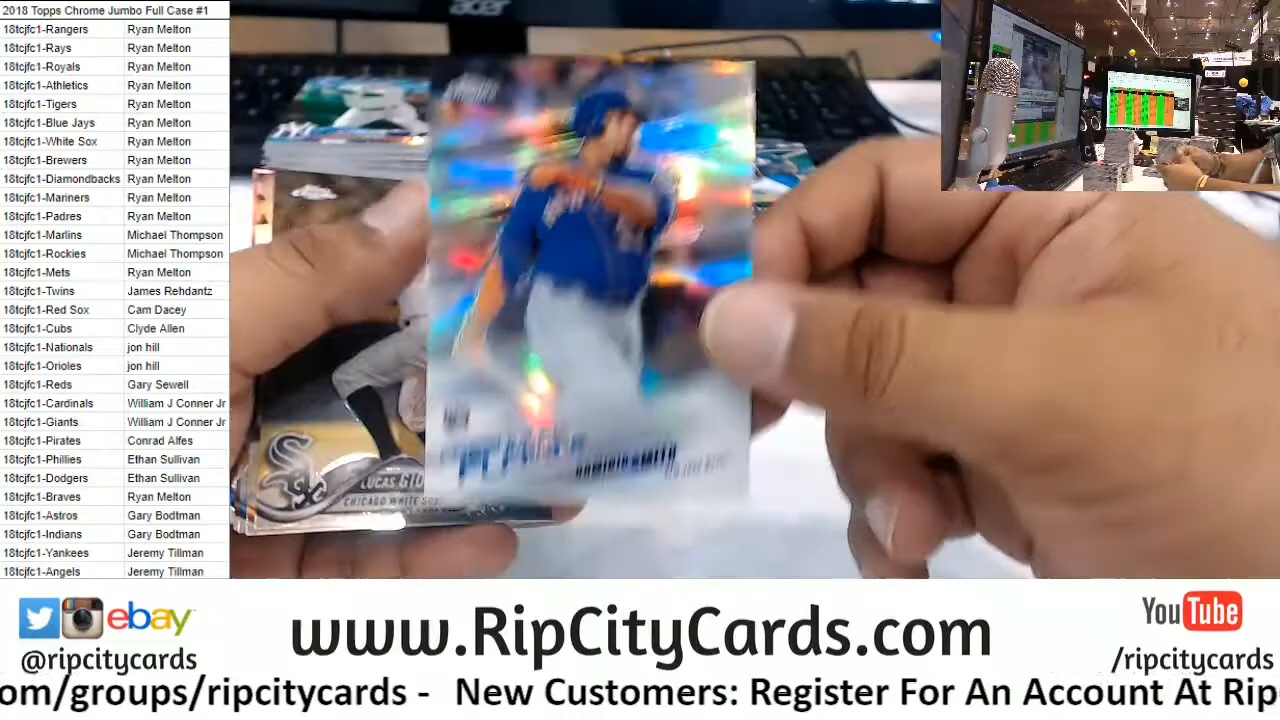 2018 Topps Chrome Jumbo Full Case #1
18tcjfc1-Rangers Ryan Melton
18tcjfc1-Rays Ryan Melton
18tcjfc1-Royals Ryan Melton
18tcjfc1-Athletics Ryan Melton
18tcjfc1-Tigers Ryan Melton
18tcjfc1-Blue Jays Ryan Melton
18tcjfc1-White Sox Ryan Melton
18tcjfc1-Brewers Ryan Melton
18tcjfc1-Diamondbacks Ryan Melton
18tcjfc1-Mariners Ryan Melton
18tcjfc1-Padres Ryan Melton
18tcjfc1-Marlins Michael Thompson
18tcjfc1-Rockies Michael Thompson
18tcjfc1-Mets Ryan Melton
18tcjfc1-Twins James Rehdantz
18tcjfc1-Red Sox Cam Dacey
18tcjfc1-Cubs Clyde Allen
18tcjfc1-Nationals jon hill
18tcjfc1-Orioles jon hill
18tcjfc1-Reds Gary Sewell
18tcjfc1-Cardinals William J Conner Jr
18tcjfc1-Giants William J Conner Jr
18tcjfc1-Pirates Conrad Alfes
18tcjfc1-Phillies Ethan Sullivan
18tcjfc1-Dodgers Ethan Sullivan
18tcjfc1-Braves Ryan Melton
18tcjfc1-Astros Gary Bodtman
18tcjfc1-Indians Gary Bodtman
18tcjfc1-Yankees Jeremy Tillman
18tcjfc1-Angels Jeremy Tillman
acer
LUCAS GIO
CHICAGO WHITE SOX
SMITH
ebay
@ripcitycards
www.RipCityCards.com
YouTube
/ripcitycards
om/groups/ripcitycards - New Customers: Register For An Account At Rip